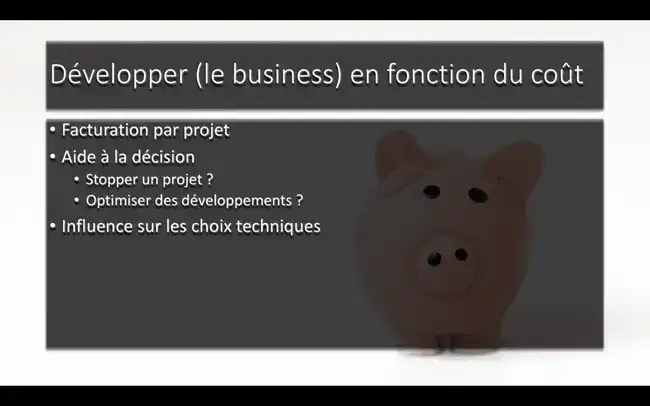 Développer (le business) en fonction du coût
• Facturation par projet
• Aide à la décision
• Stopper un projet ?
• Optimiser des développements ?
• Influence sur les choix techniques